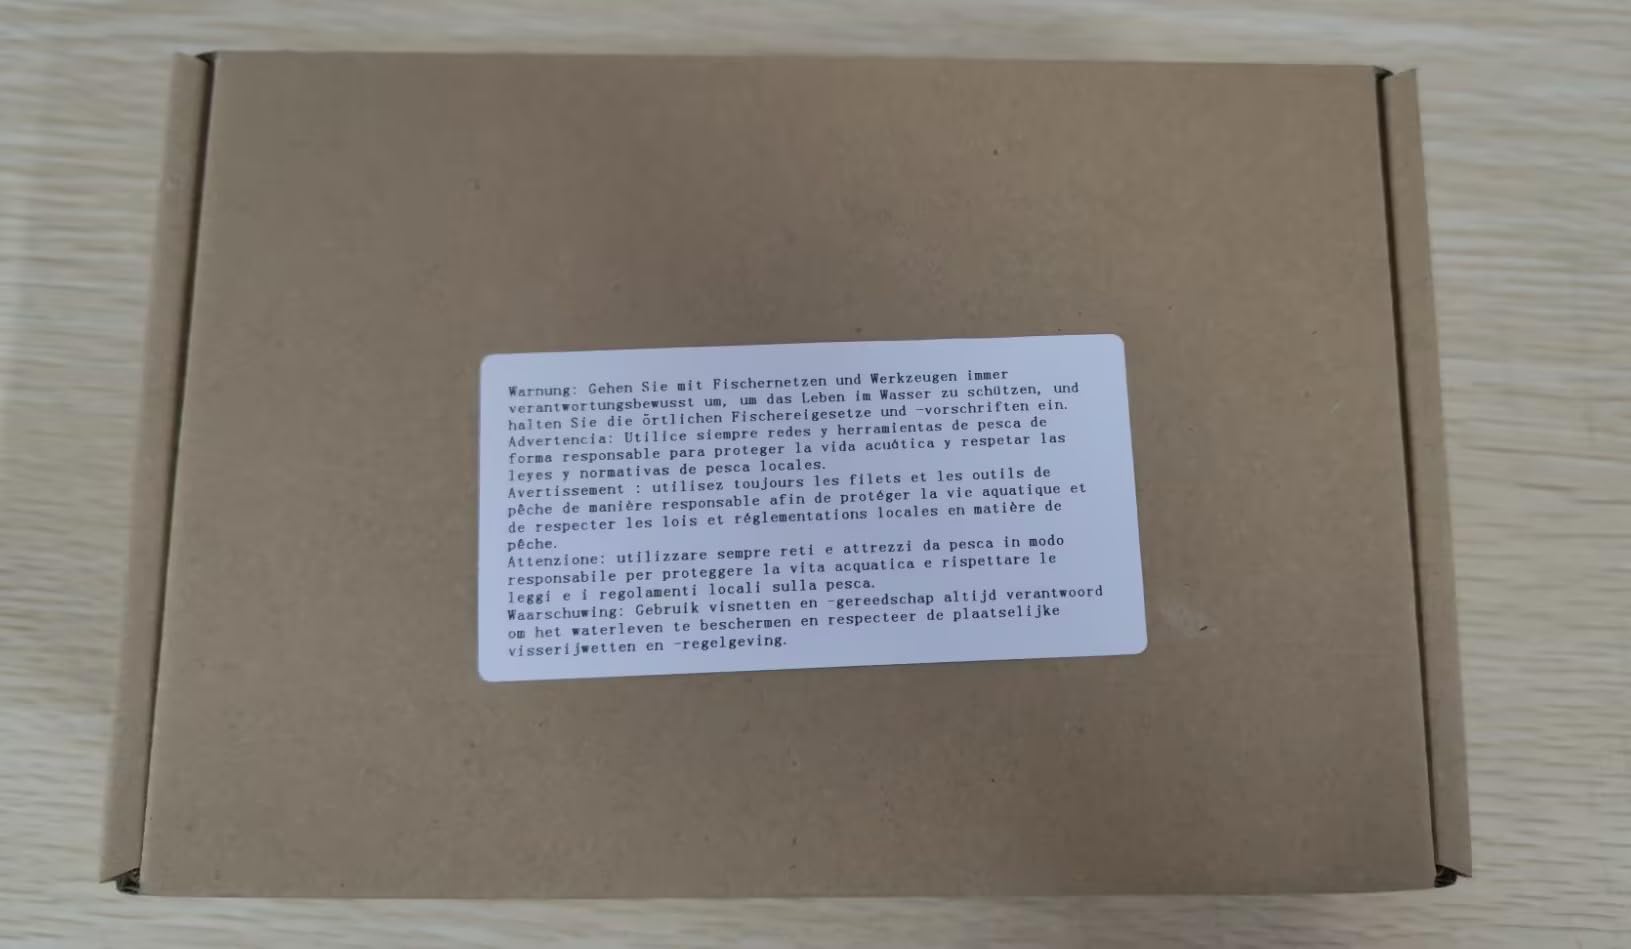 Warnung: Gehen Sie mit Fischernetzen und Werkzeugen immer
verantwortungsbewusst um, um das Leben im Wasser zu schützen, und
halten Sie die örtlichen Fischereigesetze und -vorschriften ein.
Advertencia: Utilice siempre redes y herramientas de pesca de
forma responsable para proteger la vida acuática y respetar las
leyes y normativas de pesca locales.
Avertissement : utilisez toujours les filets et les outils de
pêche de manière responsable afin de protéger la vie aquatique et
de respecter les lois et réglementations locales en matière de
pêche.
Attenzione: utilizzare sempre reti e attrezzi da pesca in modo
responsabile per proteggere la vita acquatica e rispettare le
leggi e i regolamenti locali sulla pesca.
Waarschuwing: Gebruik visnetten en -gereedschap altijd verantwoord
om het waterleven te beschermen en respecteer de plaatselijke
visserijwetten en -regelgeving.